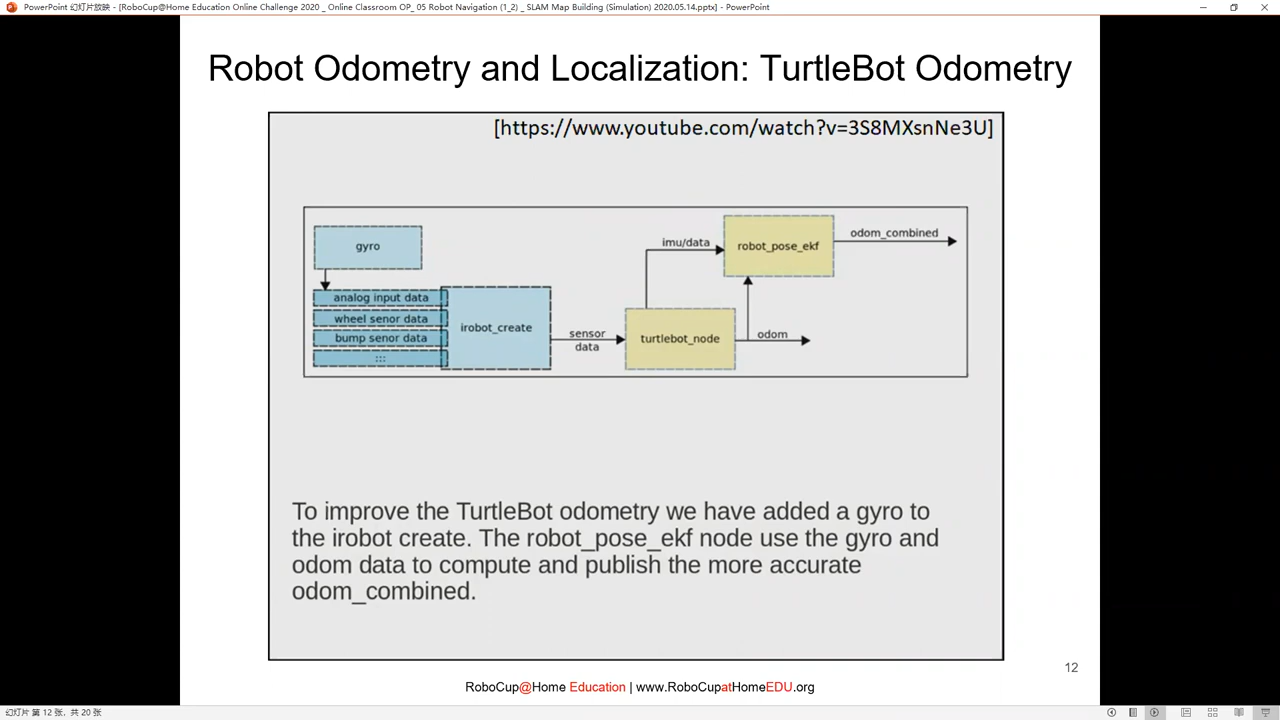 PowerPoint 幻灯片放映 - [RoboCup@Home Education Online Challenge 2020 _ Online Classroom OP_ 05 Robot Navigation (1_2) _ SLAM Map Building (Simulation) 2020.05.14.pptx] - PowerPoint
Robot Odometry and Localization: TurtleBot Odometry
[https://www.youtube.com/watch?v=3S8MXsnNe3U]
gyro
analog input data
wheel senor data
bump senor data
:::
irobot_create
sensor
data
turtlebot_node
imu/data
odom
robot_pose_ekf
odom_combined
To improve the TurtleBot odometry we have added a gyro to
the irobot create. The robot_pose_ekf node use the gyro and
odom data to compute and publish the more accurate
odom_combined.
12
RoboCup@Home Education | www.RoboCupatHomeEDU.org
幻灯片 第 12 张，共 20 张